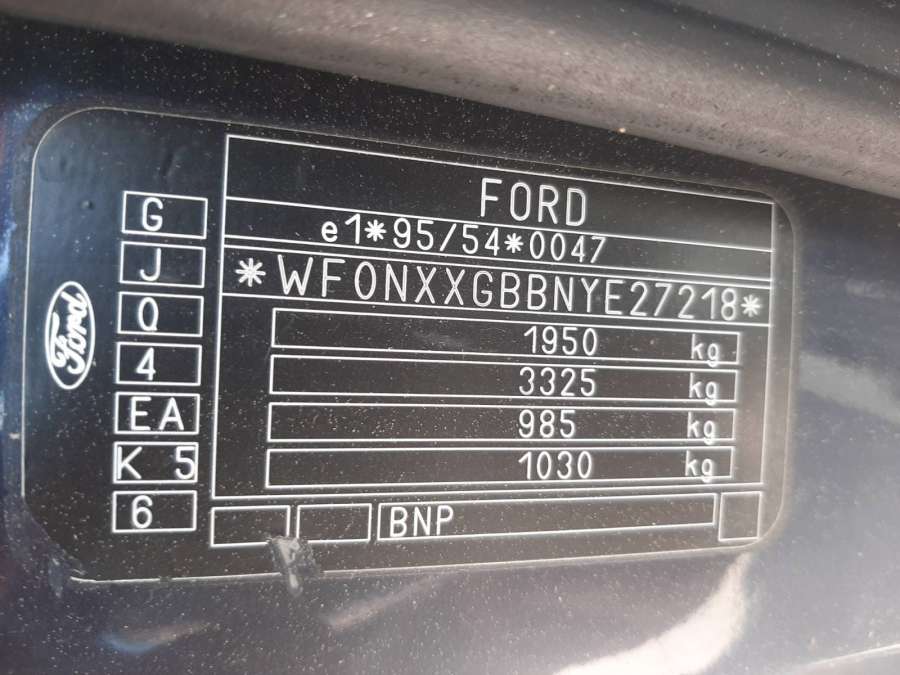 FORD
e1*95/54*0047
*WF0NXXGBBNYE27218*
1950 kg
3325 kg
985 kg
1030 kg
G
J
Q
4
EA
K 5
6
BNP
Ford